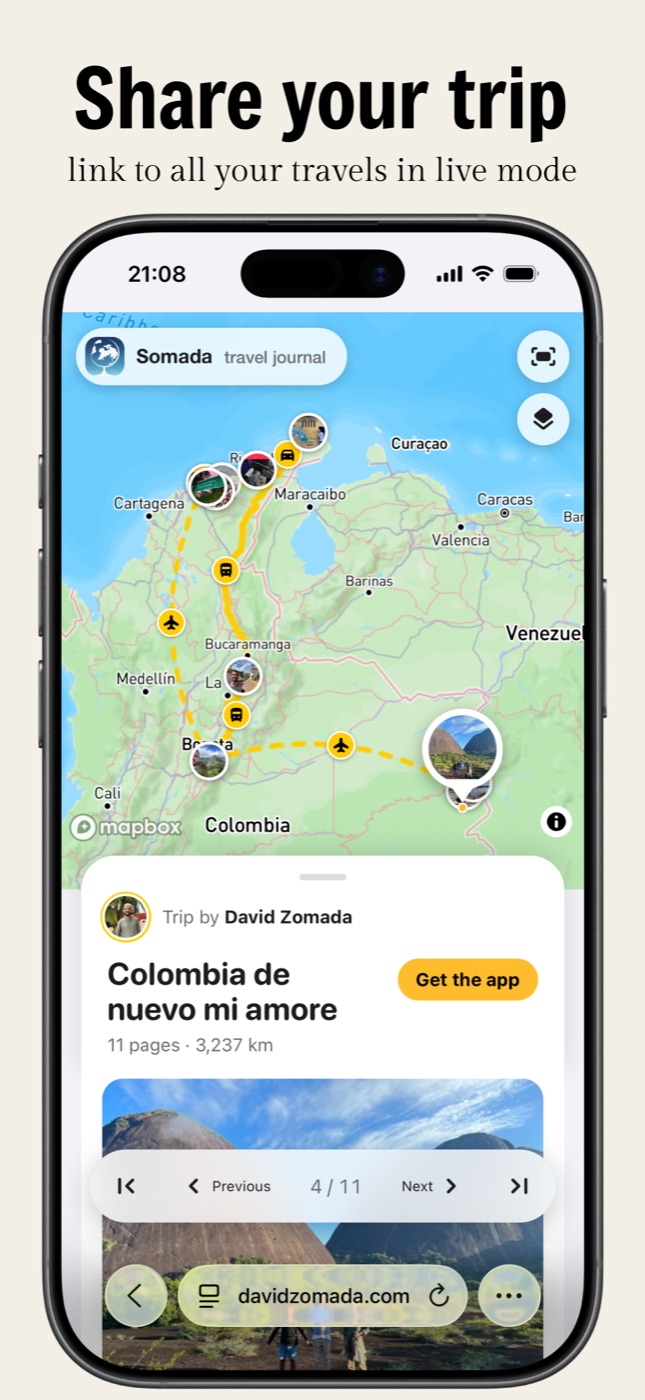 Share your trip
link to all your travels in live mode
21:08
Somada travel journal
Curaçao
Cartagena
Maracaibo
Caracas
Valencia
Barinas
Venezuel
Bucaramanga
Medellín
La
Cali
mapbox
Colombia
Trip by David Zomada
Colombia de
nuevo mi amore
Get the app
11 pages · 3,237 km
Previous
4 / 11
Next
davidzomada.com